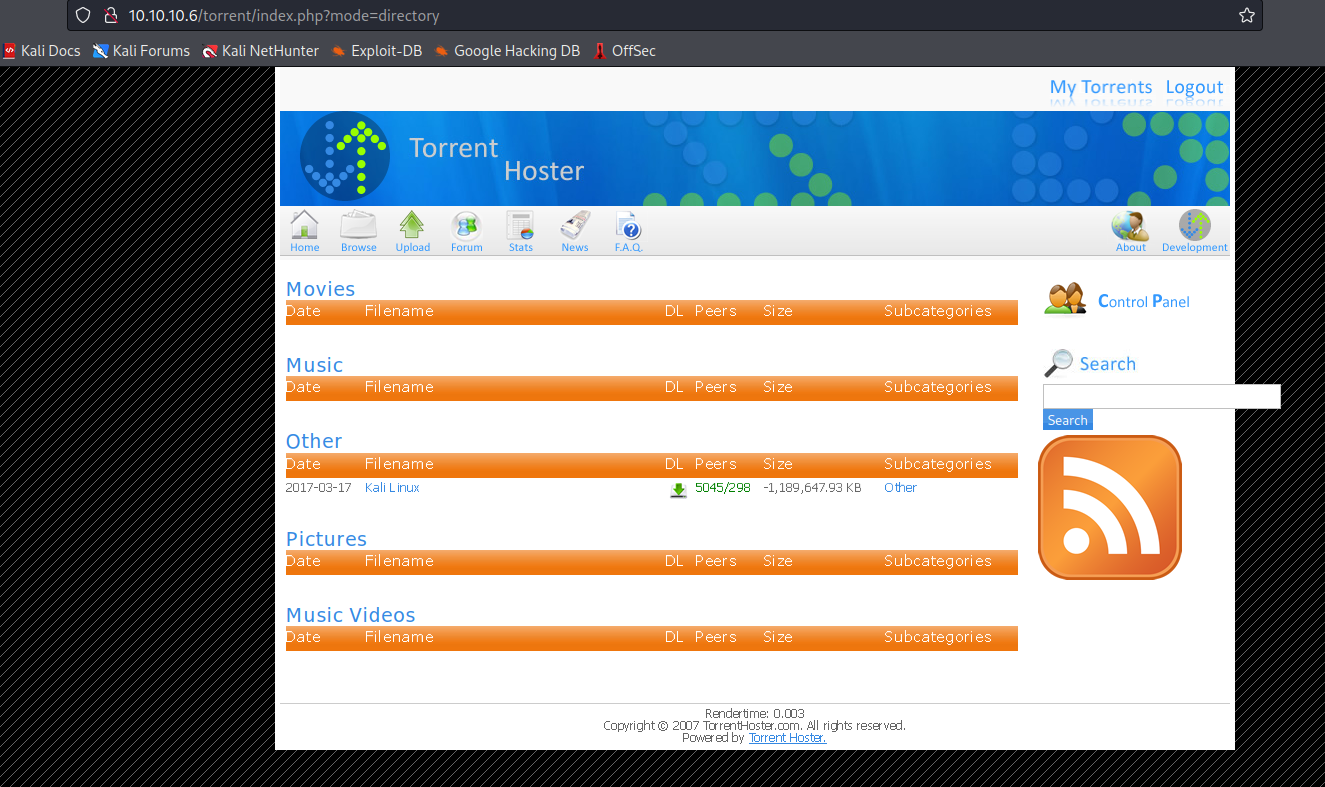 10.10.10.6/torrent/index.php?mode=directory
Kali Docs Kali Forums Kali NetHunter Exploit-DB Google Hacking DB OffSec
My Torrents Logout
Torrent
Hoster
Home Browse Upload Forum Stats News F.A.Q. About Development
Movies
Date Filename DL Peers Size Subcategories
Control Panel
Music
Date Filename DL Peers Size Subcategories
Search
Search
Other
Date Filename DL Peers Size Subcategories
2017-03-17 Kali Linux 5045/298 -1,189,647.93 KB Other
Pictures
Date Filename DL Peers Size Subcategories
Music Videos
Date Filename DL Peers Size Subcategories
Rendertime: 0.003
Copyright © 2007 TorrentHoster.com. All rights reserved.
Powered by Torrent Hoster.